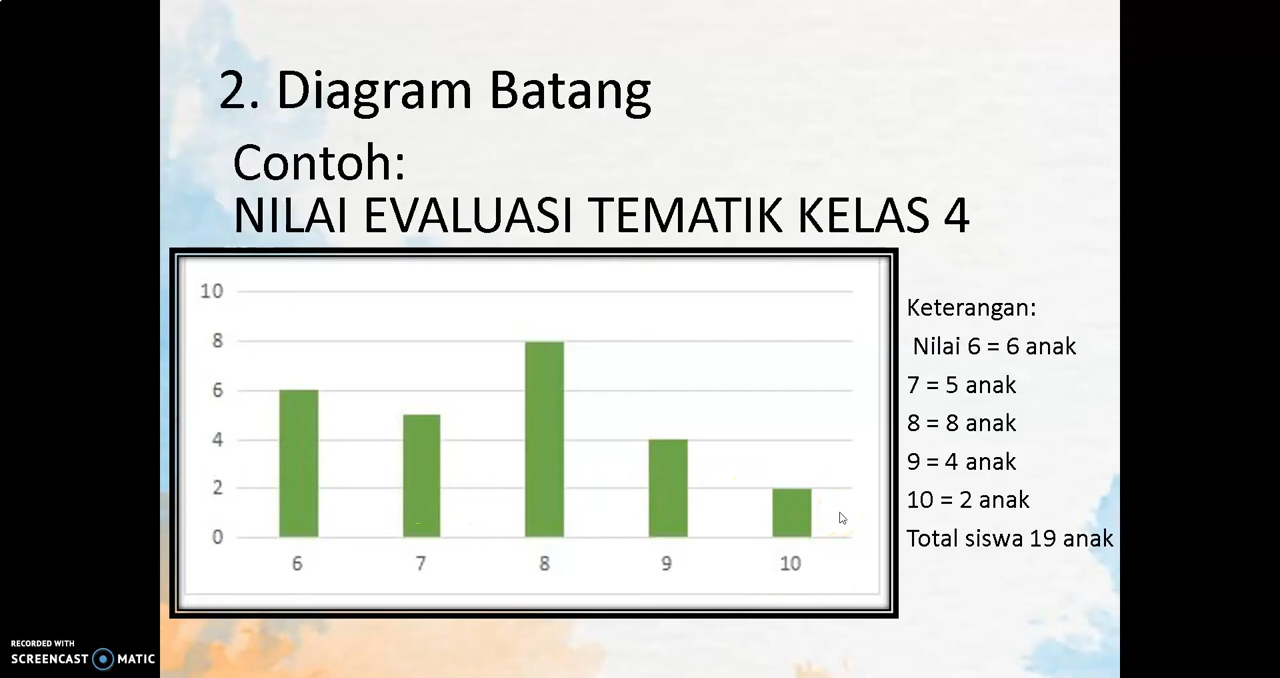 2. Diagram Batang
Contoh:
NILAI EVALUASI TEMATIK KELAS 4
10
8
6
4
2
0
6 7 8 9 10
Keterangan:
Nilai 6 = 6 anak
7 = 5 anak
8 = 8 anak
9 = 4 anak
10 = 2 anak
Total siswa 19 anak
RECORDED WITH
SCREENCAST MATIC